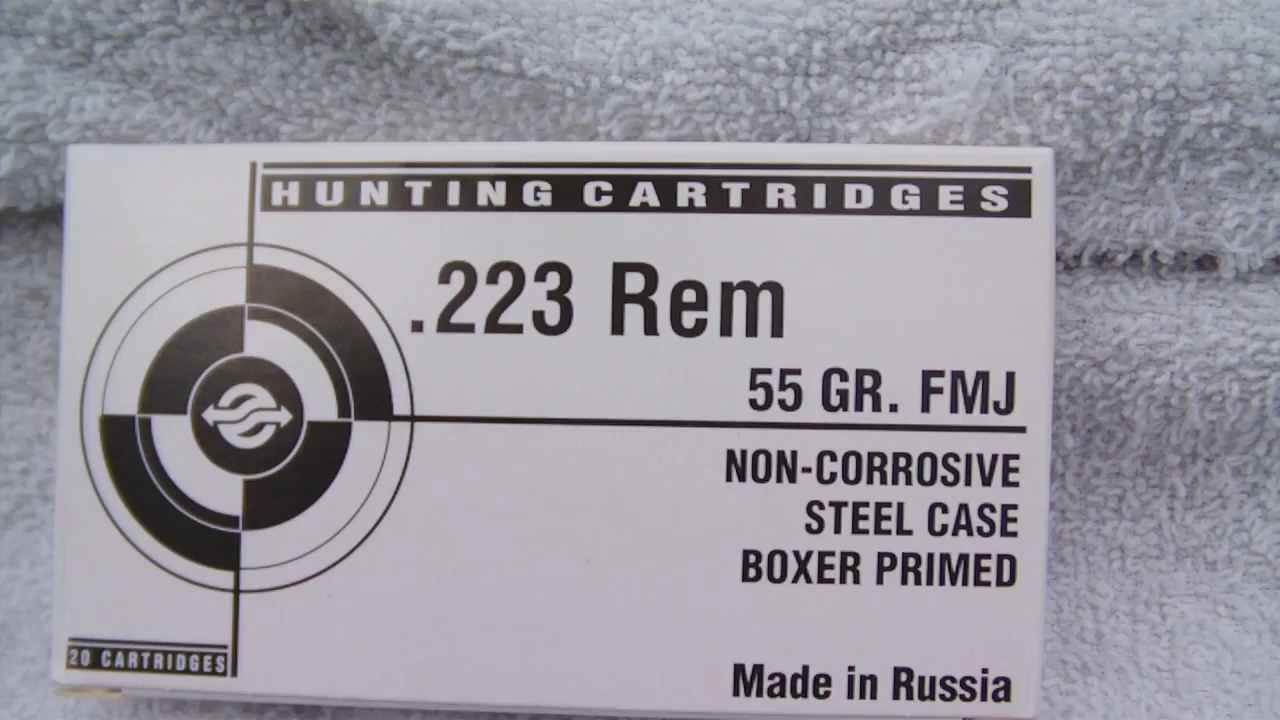 HUNTING CARTRIDGES
.223 Rem
55 GR. FMJ
NON-CORROSIVE
STEEL CASE
BOXER PRIMED
20 CARTRIDGES
Made in Russia